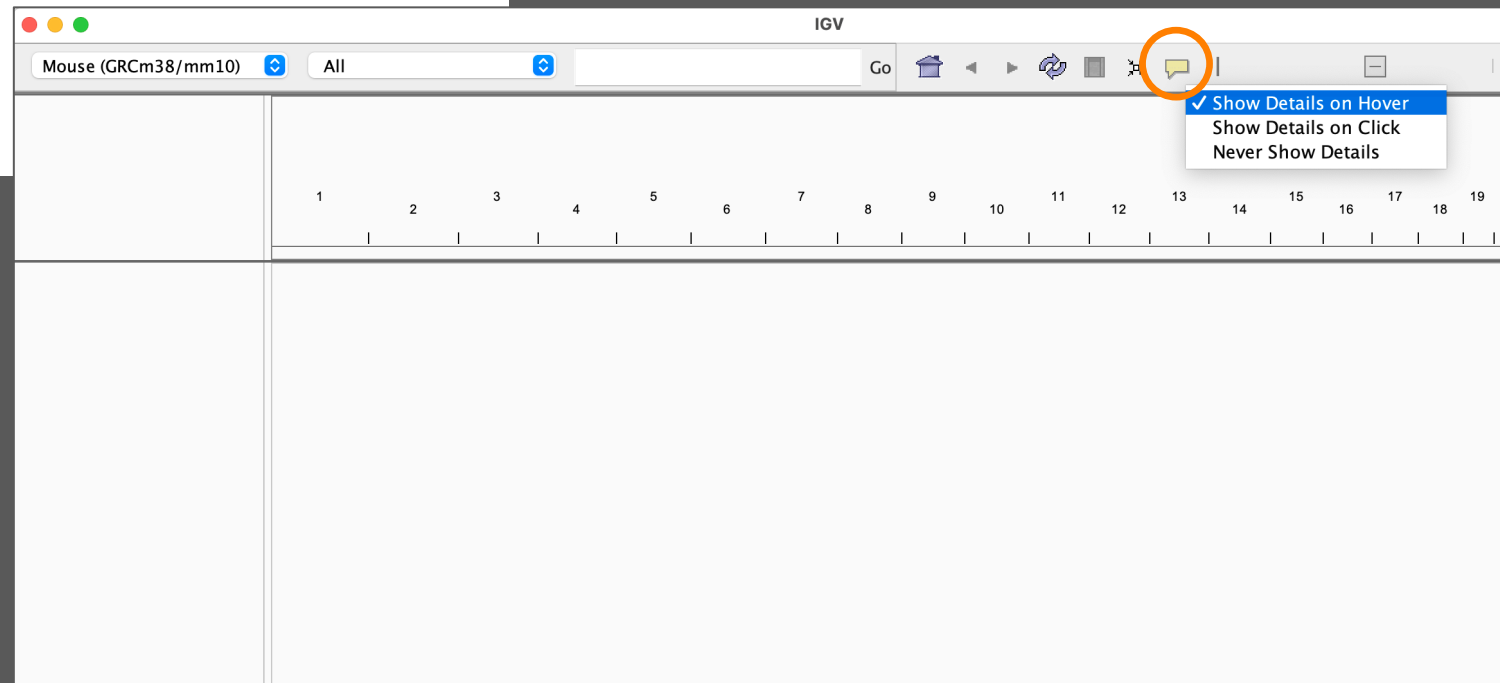 IGV
Mouse (GRCm38/mm10) All Go
✓ Show Details on Hover
Show Details on Click
Never Show Details
1 3 5 7 9 11 13 15 17 19
2 4 6 8 10 12 14 16 18